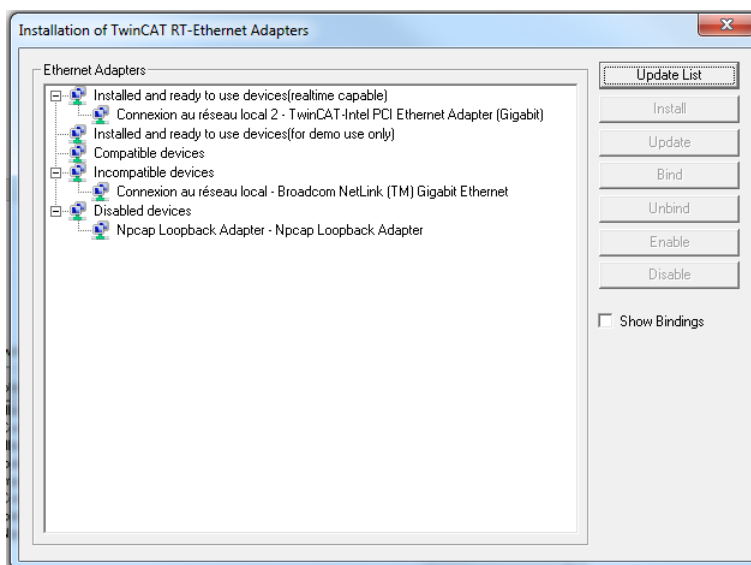 Installation of TwinCAT RT-Ethernet Adapters
Ethernet Adapters
Installed and ready to use devices(realtime capable)
Connexion au réseau local 2 - TwinCAT-Intel PCI Ethernet Adapter (Gigabit)
Installed and ready to use devices(for demo use only)
Compatible devices
Incompatible devices
Connexion au réseau local - Broadcom NetLink (TM) Gigabit Ethernet
Disabled devices
Npcap Loopback Adapter - Npcap Loopback Adapter
Update List
Install
Update
Bind
Unbind
Enable
Disable
Show Bindings